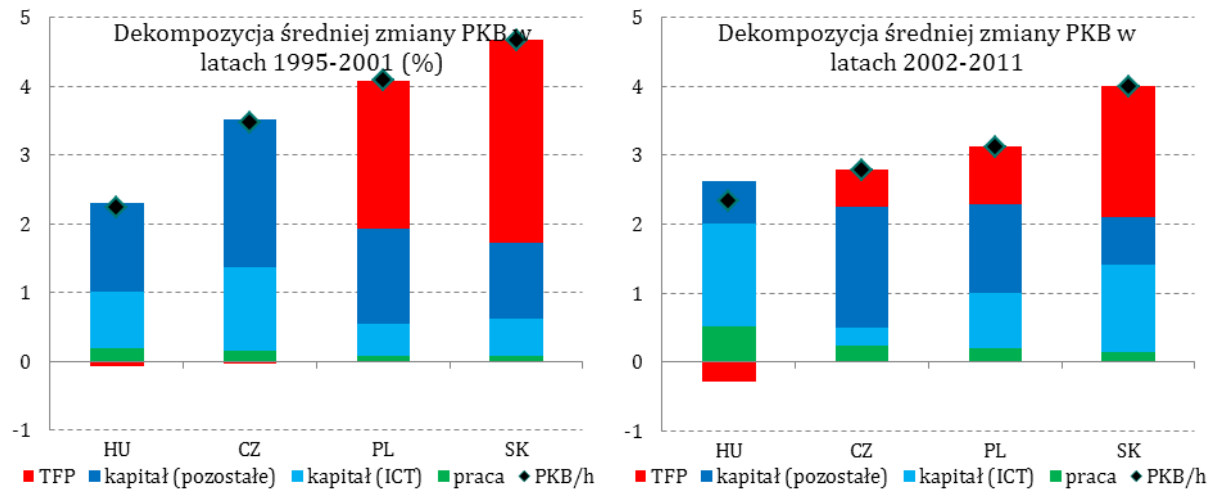 Dekompozycja średniej zmiany PKB w
latach 1995-2001 (%)
5
4
3
2
1
0
-1
HU CZ PL SK
TFP kapitał (pozostałe) kapitał (ICT) praca PKB/h
Dekompozycja średniej zmiany PKB w
latach 2002-2011
5
4
3
2
1
0
-1
HU CZ PL SK
TFP kapitał (pozostałe) kapitał (ICT) praca PKB/h